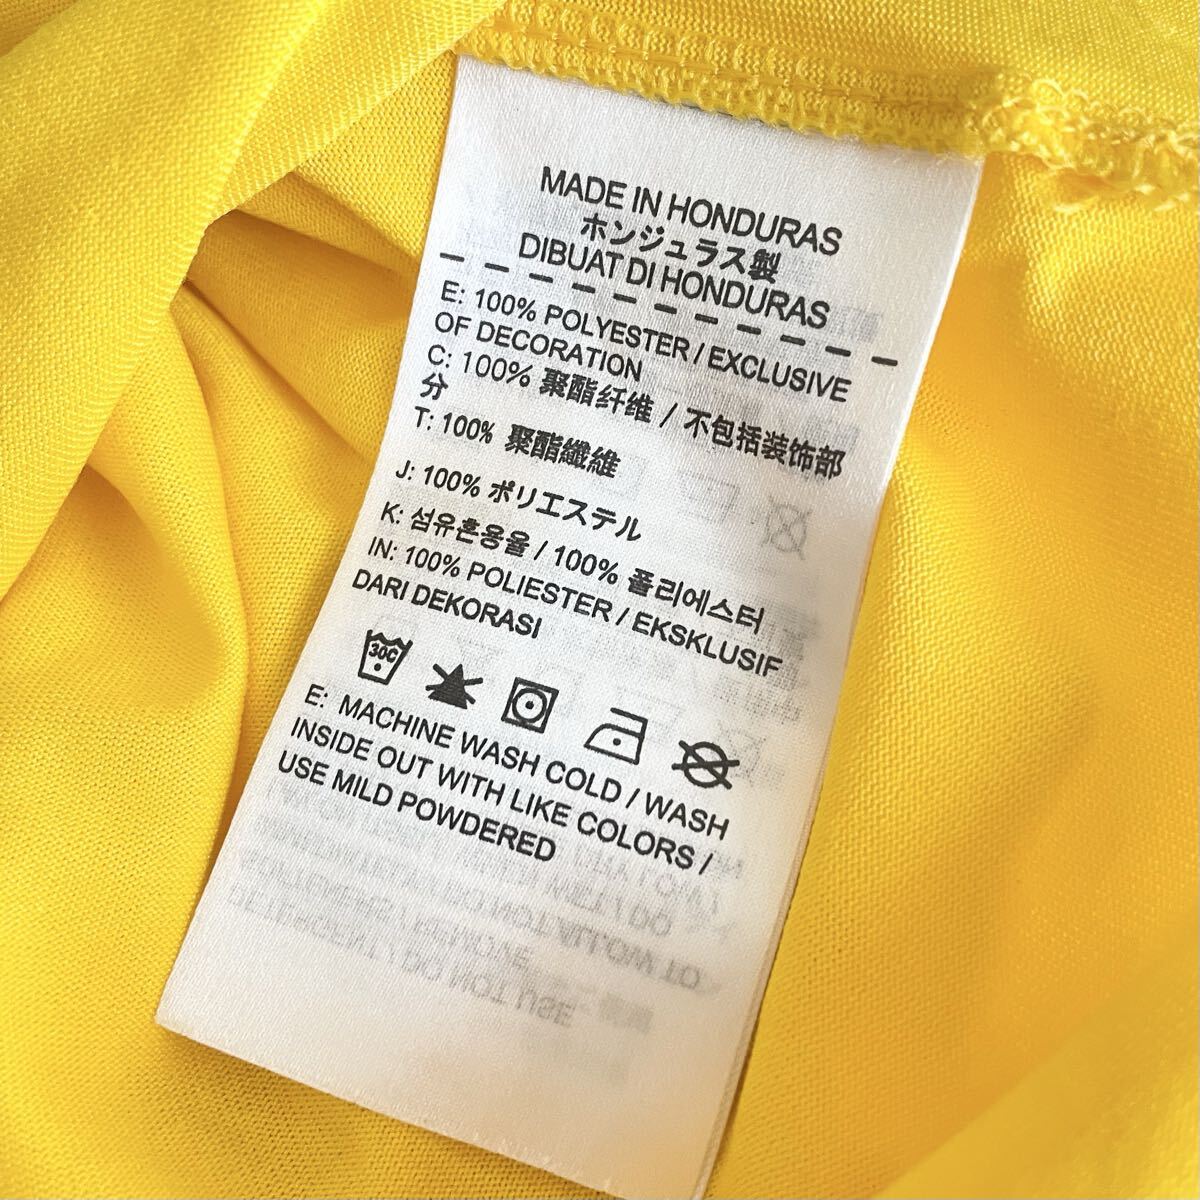 MADE IN HONDURAS
ホンジュラス製
DIBUAT DI HONDURAS
E: 100% POLYESTER / EXCLUSIVE
OF DECORATION
C: 100% 聚酯纤维 / 不包括装饰部
分
T: 100% 聚酯纖維
J: 100% ポリエステル
K: 섬유혼용율 / 100% 폴리에스터
IN: 100% POLIESTER / EKSKLUSIF
DARI DEKORASI
30C
E: MACHINE WASH COLD / WASH
INSIDE OUT WITH LIKE COLORS /
USE MILD POWDERED